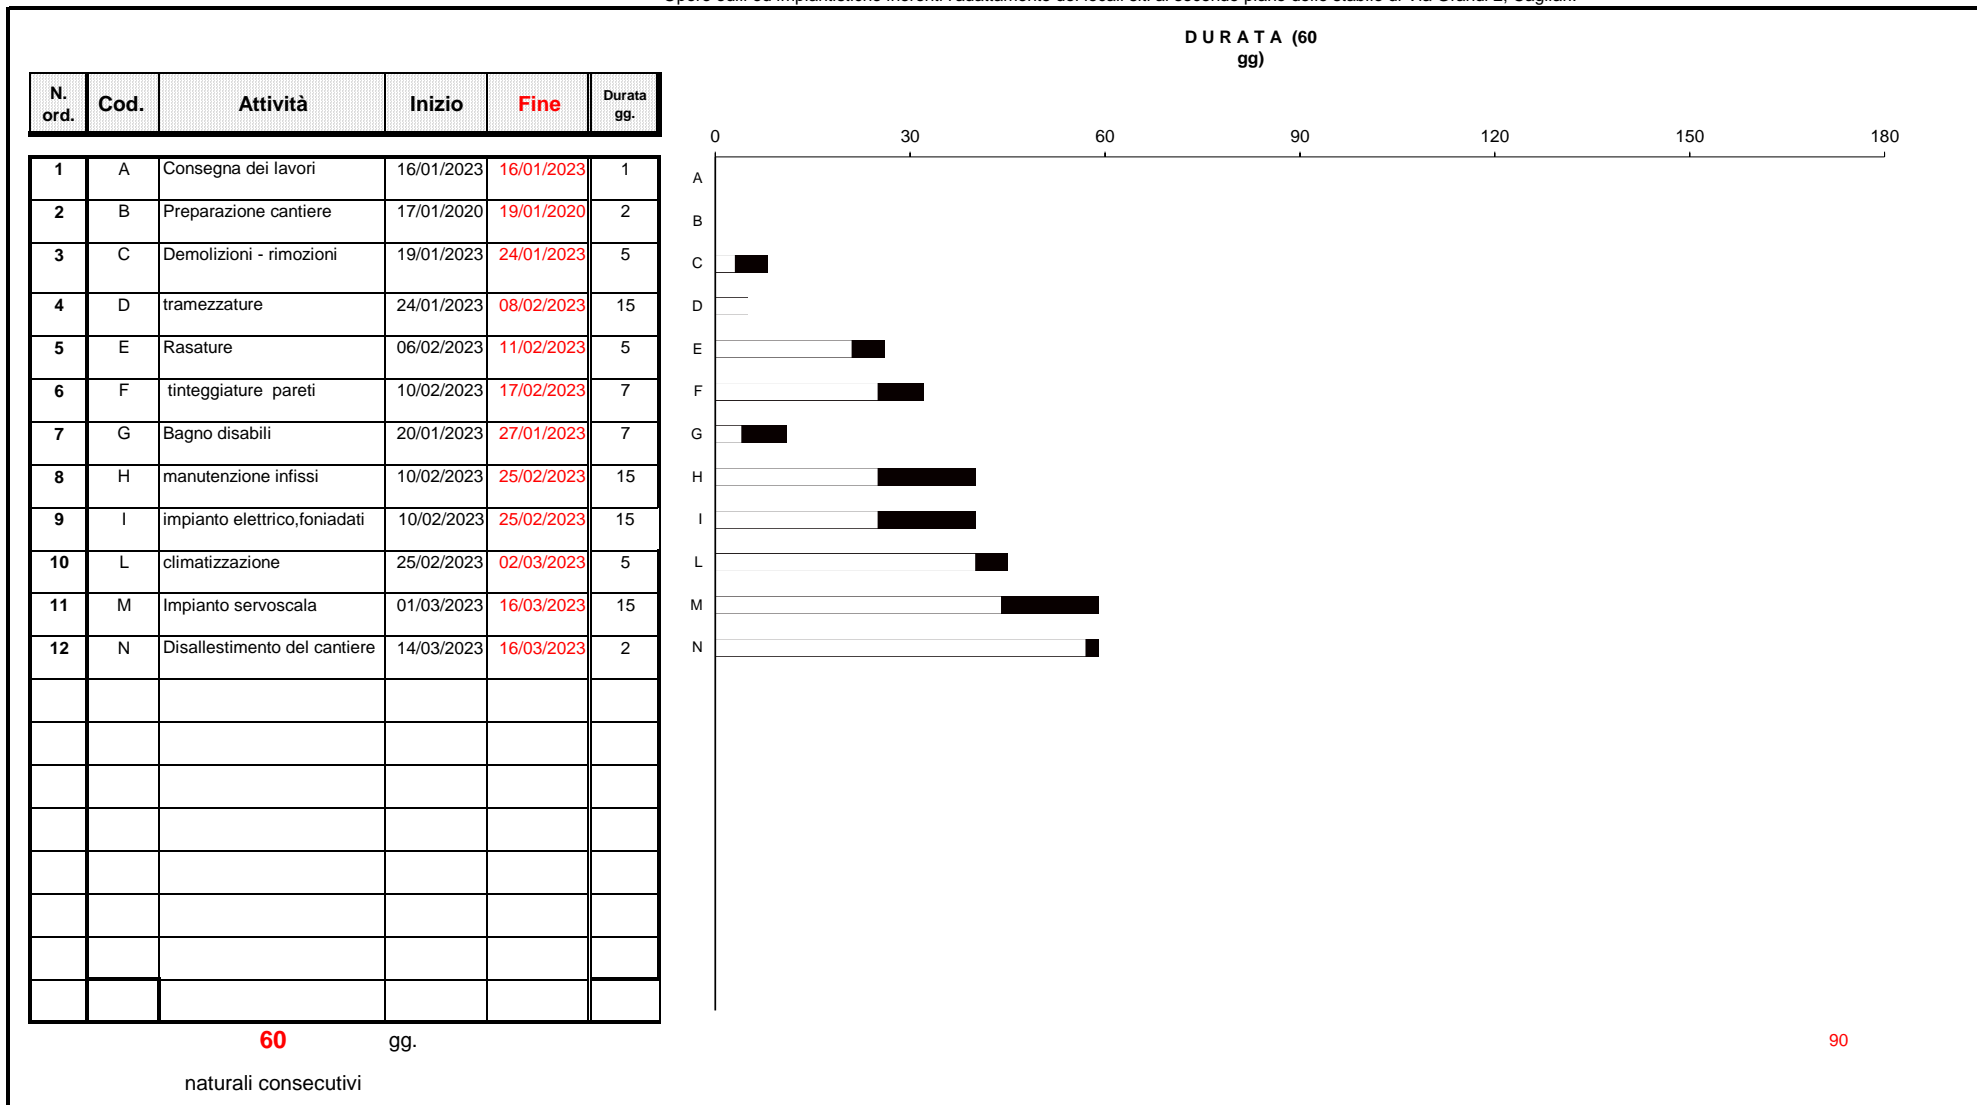 D U R A T A (60
gg)
N. ord. Cod. Attività Inizio Fine Durata gg.
0 30 60 90 120 150 180
1 A Consegna dei lavori 16/01/2023 16/01/2023 1 A
2 B Preparazione cantiere 17/01/2020 19/01/2020 2 B
3 C Demolizioni - rimozioni 19/01/2023 24/01/2023 5 C
4 D tramezzature 24/01/2023 08/02/2023 15 D
5 E Rasature 06/02/2023 11/02/2023 5 E
6 F tinteggiature pareti 10/02/2023 17/02/2023 7 F
7 G Bagno disabili 20/01/2023 27/01/2023 7 G
8 H manutenzione infissi 10/02/2023 25/02/2023 15 H
9 I impianto elettrico,foniadati 10/02/2023 25/02/2023 15 I
10 L climatizzazione 25/02/2023 02/03/2023 5 L
11 M Impianto servoscala 01/03/2023 16/03/2023 15 M
12 N Disallestimento del cantiere 14/03/2023 16/03/2023 2 N
60 gg. 90
naturali consecutivi